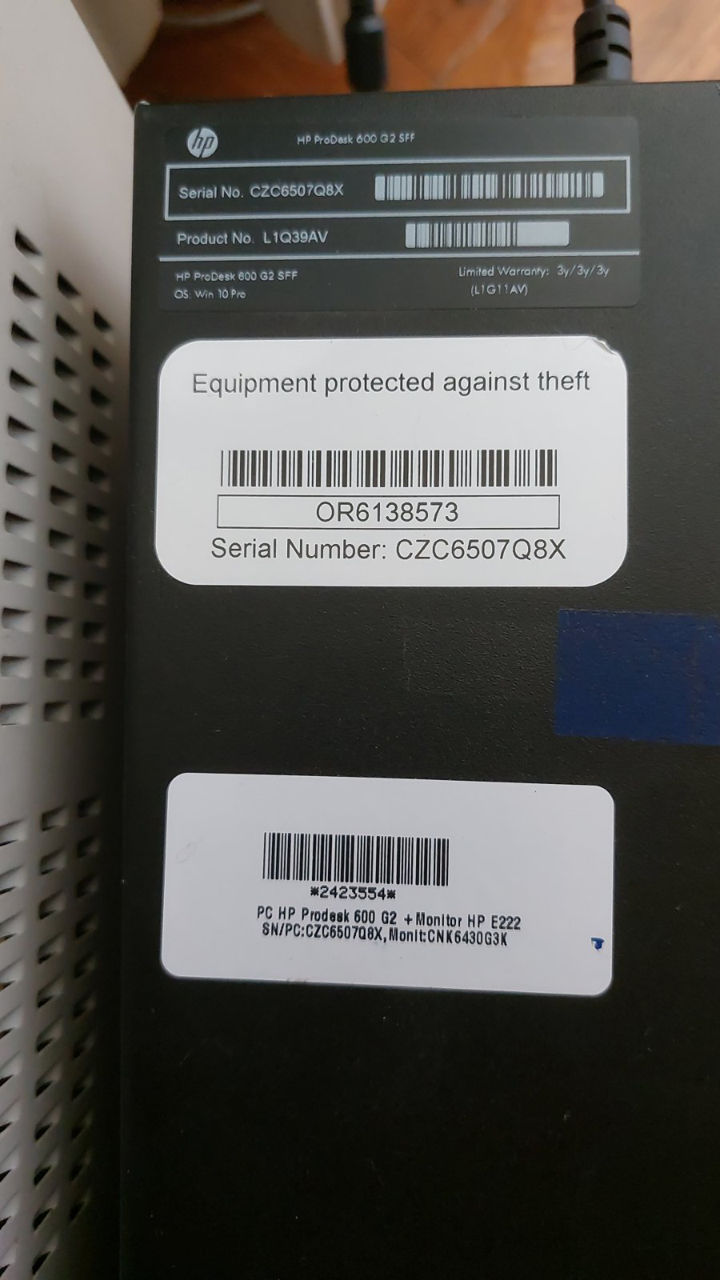 hp
HP ProDesk 600 G2 SFF
Serial No. CZC6507Q8X
Product No. L1Q39AV
HP ProDesk 600 G2 SFF
OS: Win 10 Pro
Limited Warranty: 3y/3y/3y
(L1G11AV)
Equipment protected against theft
OR6138573
Serial Number: CZC6507Q8X
*2423554*
PC HP Prodesk 600 G2 +Monitor HP E222
SN/PC:CZC6507Q8X,Monit:CNK6430G3K